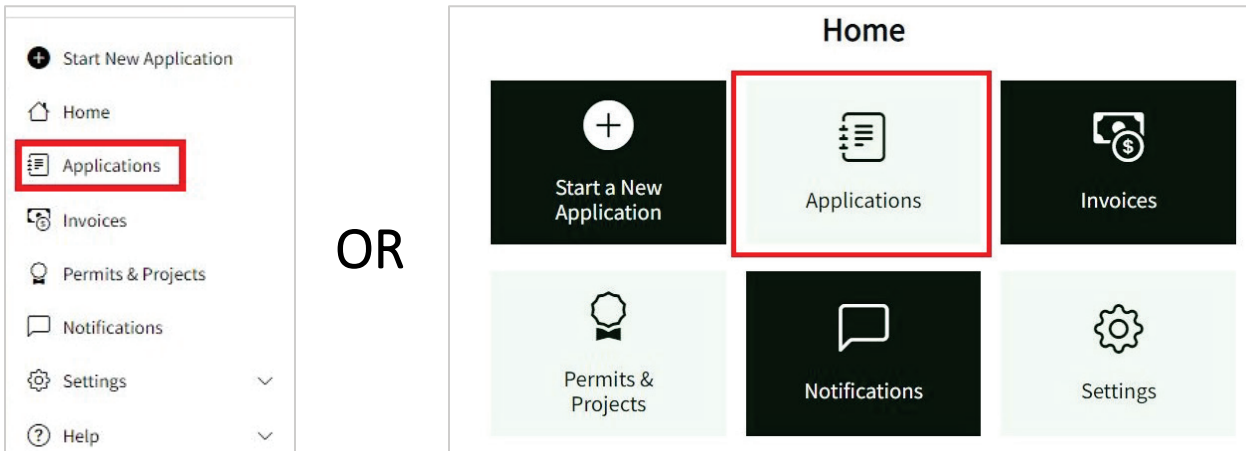 Start New Application
Home
Applications
Invoices
Permits & Projects
Notifications
Settings
Help
OR
Home
Start a New
Application
Applications
Invoices
Permits &
Projects
Notifications
Settings